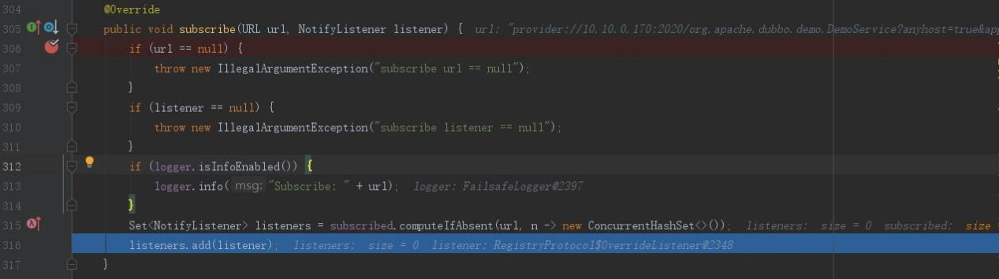 304 @Override
305 public void subscribe(URL url, NotifyListener listener) { url: "provider://10.10.0.170:2020/org.apache.dubbo.demo.DemoService?anyhost=true&app
306 if (url == null) {
307 throw new IllegalArgumentException("subscribe url == null");
308 }
309 if (listener == null) {
310 throw new IllegalArgumentException("subscribe listener == null");
311 }
312 if (logger.isInfoEnabled()) {
313 logger.info( msg: "Subscribe: " + url); logger: FailsafeLogger@2397
314 }
315 Set<NotifyListener> listeners = subscribed.computeIfAbsent(url, n -> new ConcurrentHashSet<>()); listeners: size = 0 subscribed: size =
316 listeners.add(listener); listeners: size = 0 listener: RegistryProtocol$OverrideListener@2348
317 }